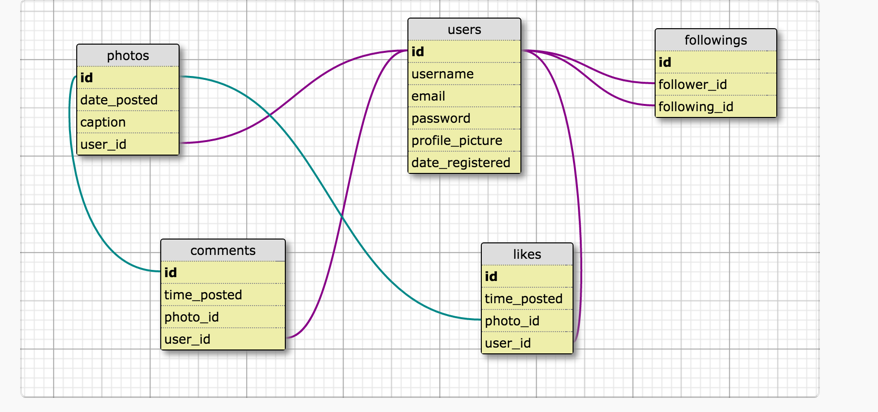 photos
id
date_posted
caption
user_id
users
id
username
email
password
profile_picture
date_registered
followings
id
follower_id
following_id
comments
id
time_posted
photo_id
user_id
likes
id
time_posted
photo_id
user_id